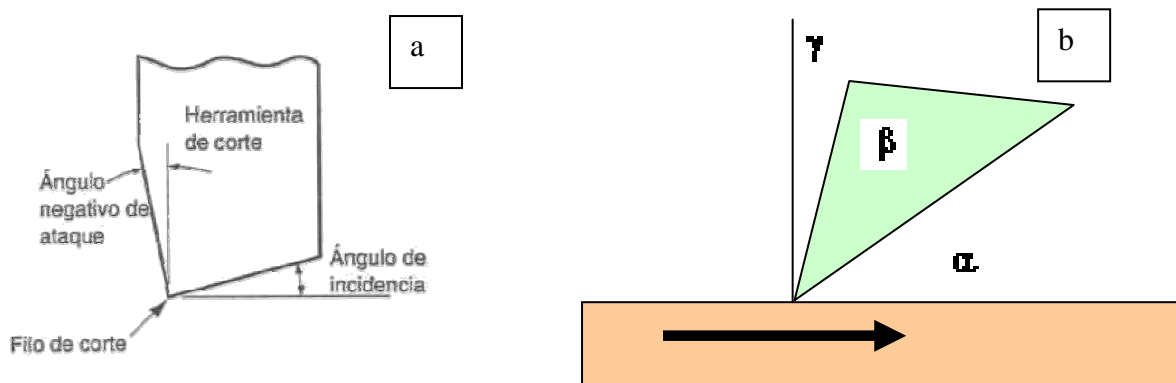 a
Herramienta
de corte
Ángulo
negativo de
ataque
Ángulo de
incidencia
Filo de corte
b
γ
β
α